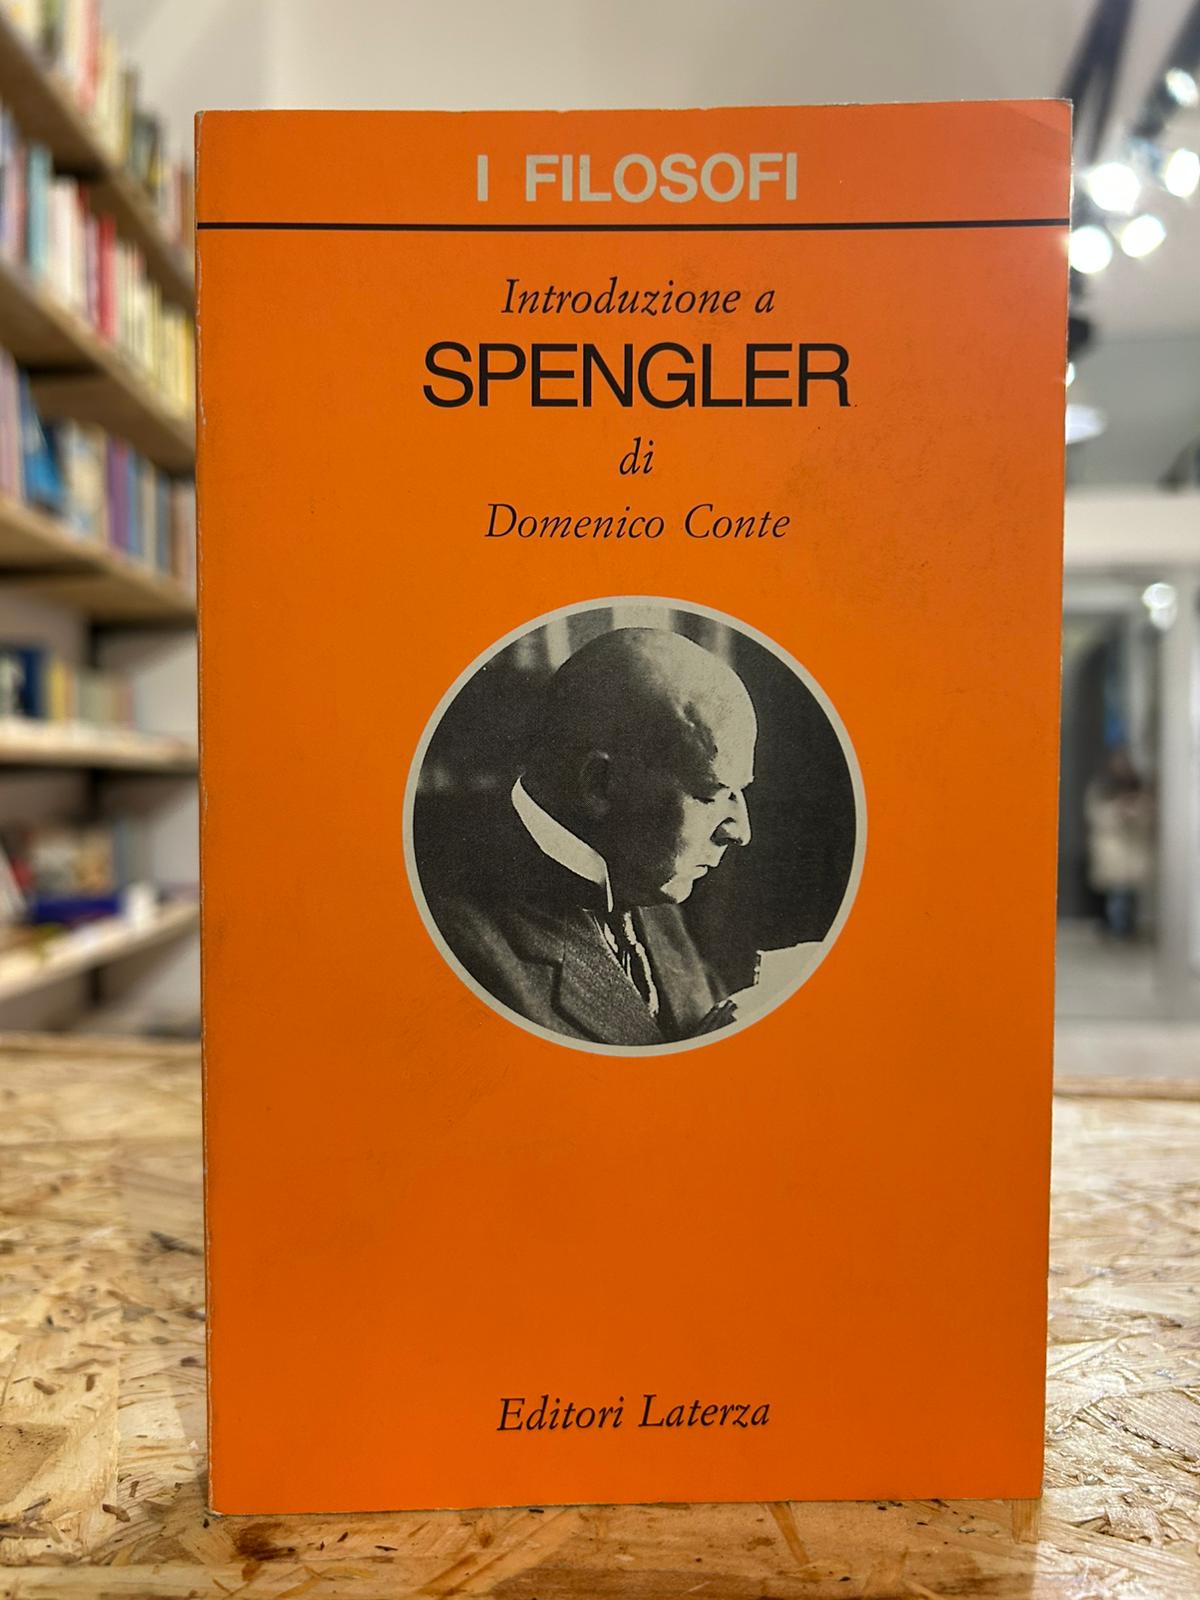 I FILOSOFI
Introduzione a
SPENGLER
di
Domenico Conte
Editori Laterza